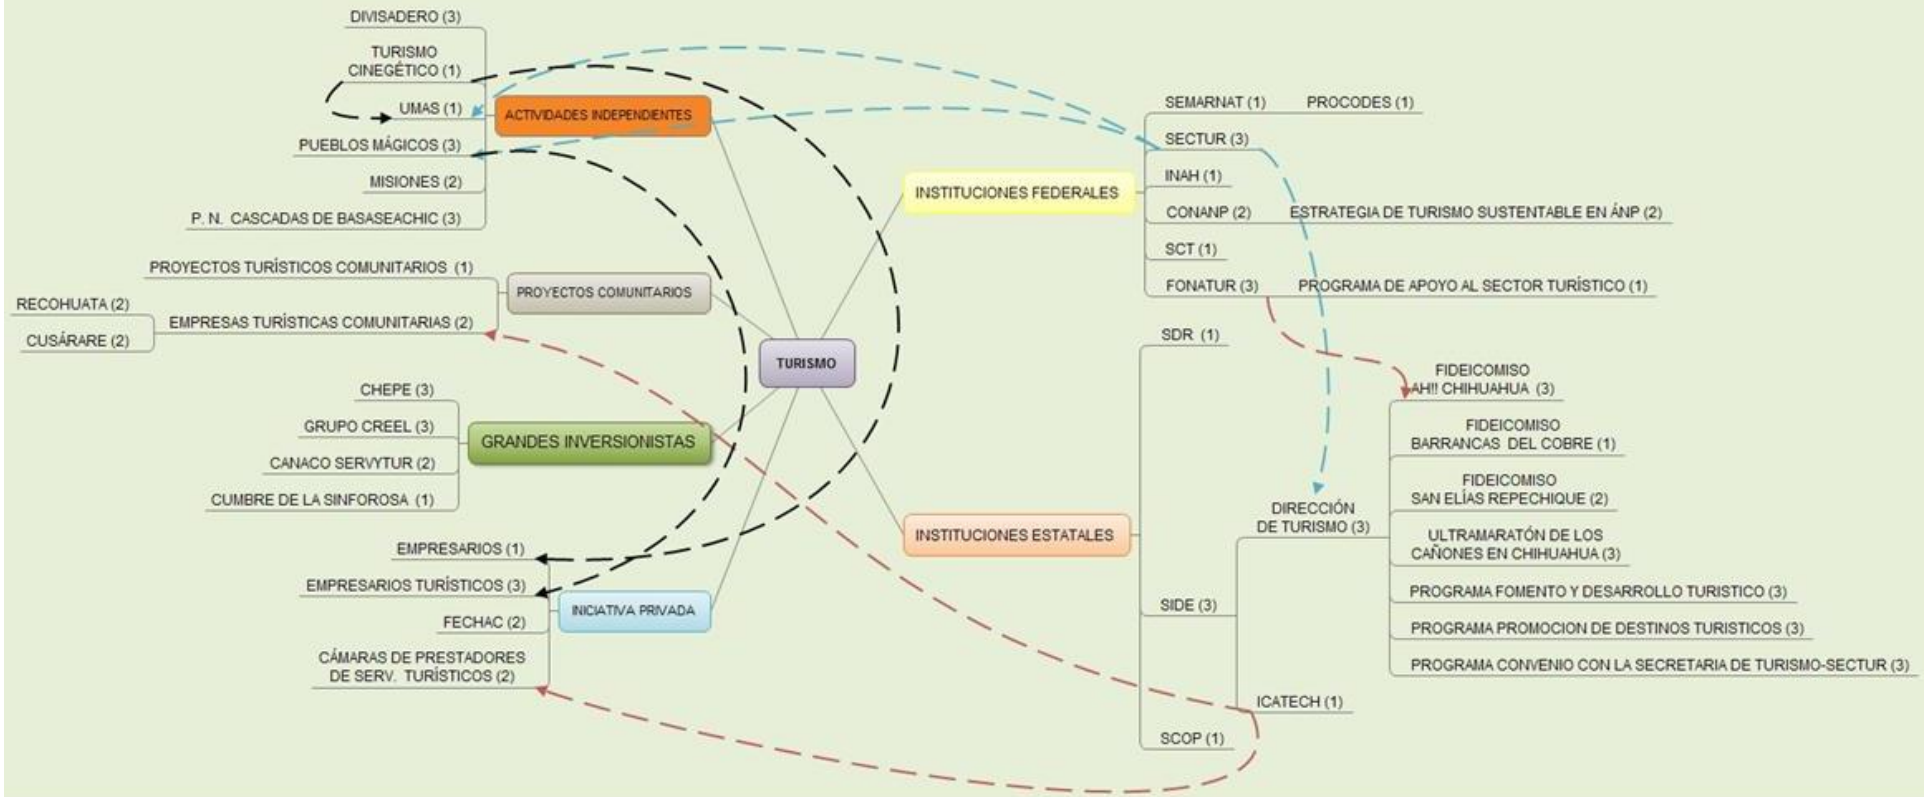 DIVISADERO (3)
TURISMO
CINEGÉTICO (1)
UMAS (1)
PUEBLOS MÁGICOS (3)
MISIONES (2)
P. N. CASCADAS DE BASASEACHIC (3)
ACTIVIDADES INDEPENDIENTES
PROYECTOS TURÍSTICOS COMUNITARIOS (1)
RECOHUATA (2)
CUSÁRARE (2)
EMPRESAS TURÍSTICAS COMUNITARIAS (2)
PROYECTOS COMUNITARIOS
CHEPE (3)
GRUPO CREEL (3)
CANACO SERVYTUR (2)
CUMBRE DE LA SINFOROSA (1)
GRANDES INVERSIONISTAS
EMPRESARIOS (1)
EMPRESARIOS TURÍSTICOS (3)
FECHAC (2)
CÁMARAS DE PRESTADORES
DE SERV. TURÍSTICOS (2)
INICIATIVA PRIVADA
TURISMO
INSTITUCIONES FEDERALES
SEMARNAT (1) PROCODES (1)
SECTUR (3)
INAH (1)
CONANP (2) ESTRATEGIA DE TURISMO SUSTENTABLE EN ÁNP (2)
SCT (1)
FONATUR (3) PROGRAMA DE APOYO AL SECTOR TURÍSTICO (1)
INSTITUCIONES ESTATALES
SDR (1)
SIDE (3)
SCOP (1)
DIRECCIÓN
DE TURISMO (3)
ICATECH (1)
FIDEICOMISO
AH!! CHIHUAHUA (3)
FIDEICOMISO
BARRANCAS DEL COBRE (1)
FIDEICOMISO
SAN ELÍAS REPECHIQUE (2)
ULTRAMARATÓN DE LOS
CAÑONES EN CHIHUAHUA (3)
PROGRAMA FOMENTO Y DESARROLLO TURISTICO (3)
PROGRAMA PROMOCION DE DESTINOS TURISTICOS (3)
PROGRAMA CONVENIO CON LA SECRETARIA DE TURISMO-SECTUR (3)